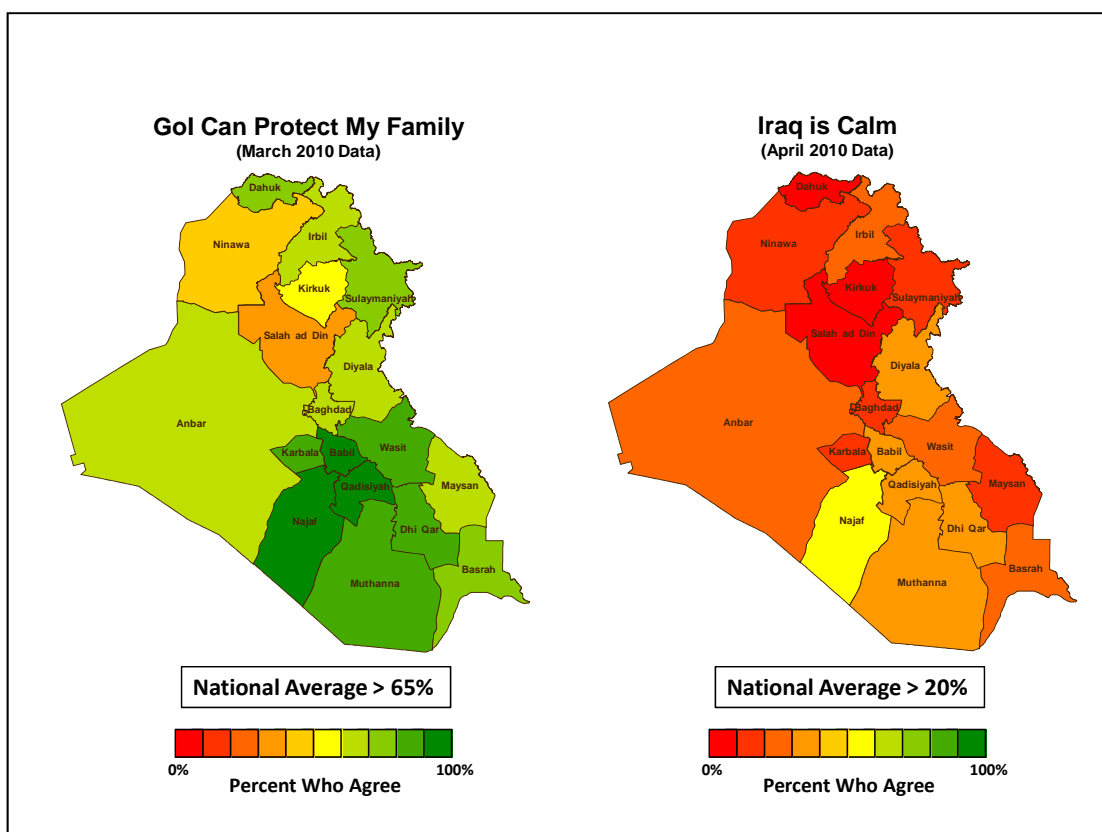 GoI Can Protect My Family
(March 2010 Data)
Dahuk
Ninawa
Irbil
Kirkuk
Sulaymaniyah
Salah ad Din
Diyala
Baghdad
Anbar
Karbala
Babil
Wasit
Qadisiyah
Maysan
Najaf
Dhi Qar
Basrah
Muthanna
National Average > 65%
0%
100%
Percent Who Agree
Iraq is Calm
(April 2010 Data)
Dahuk
Ninawa
Irbil
Kirkuk
Sulaymaniyah
Salah ad Din
Diyala
Baghdad
Anbar
Karbala
Babil
Wasit
Qadisiyah
Maysan
Najaf
Dhi Qar
Basrah
Muthanna
National Average > 20%
0%
100%
Percent Who Agree